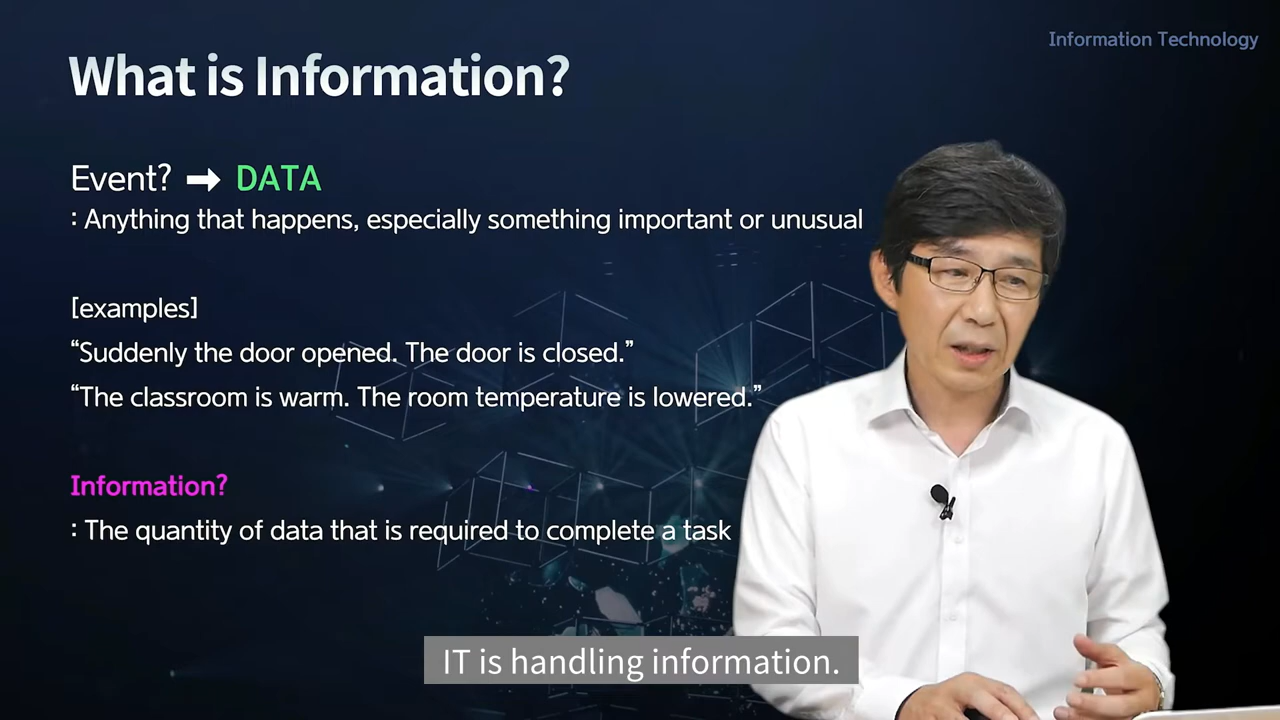 Information Technology
What is Information?
Event? ➡ DATA
: Anything that happens, especially something important or unusual
[examples]
“Suddenly the door opened. The door is closed.”
“The classroom is warm. The room temperature is lowered.”
Information?
: The quantity of data that is required to complete a task
IT is handling information.